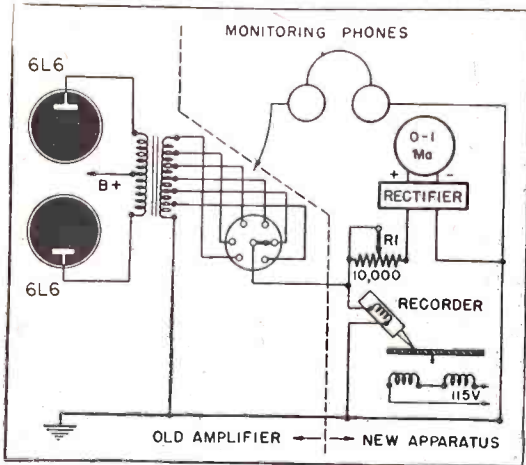 MONITORING PHONES
6L6
B+
6L6
0-1
Ma
+ -
RECTIFIER
R1
10,000
RECORDER
115V
OLD AMPLIFIER
NEW APPARATUS